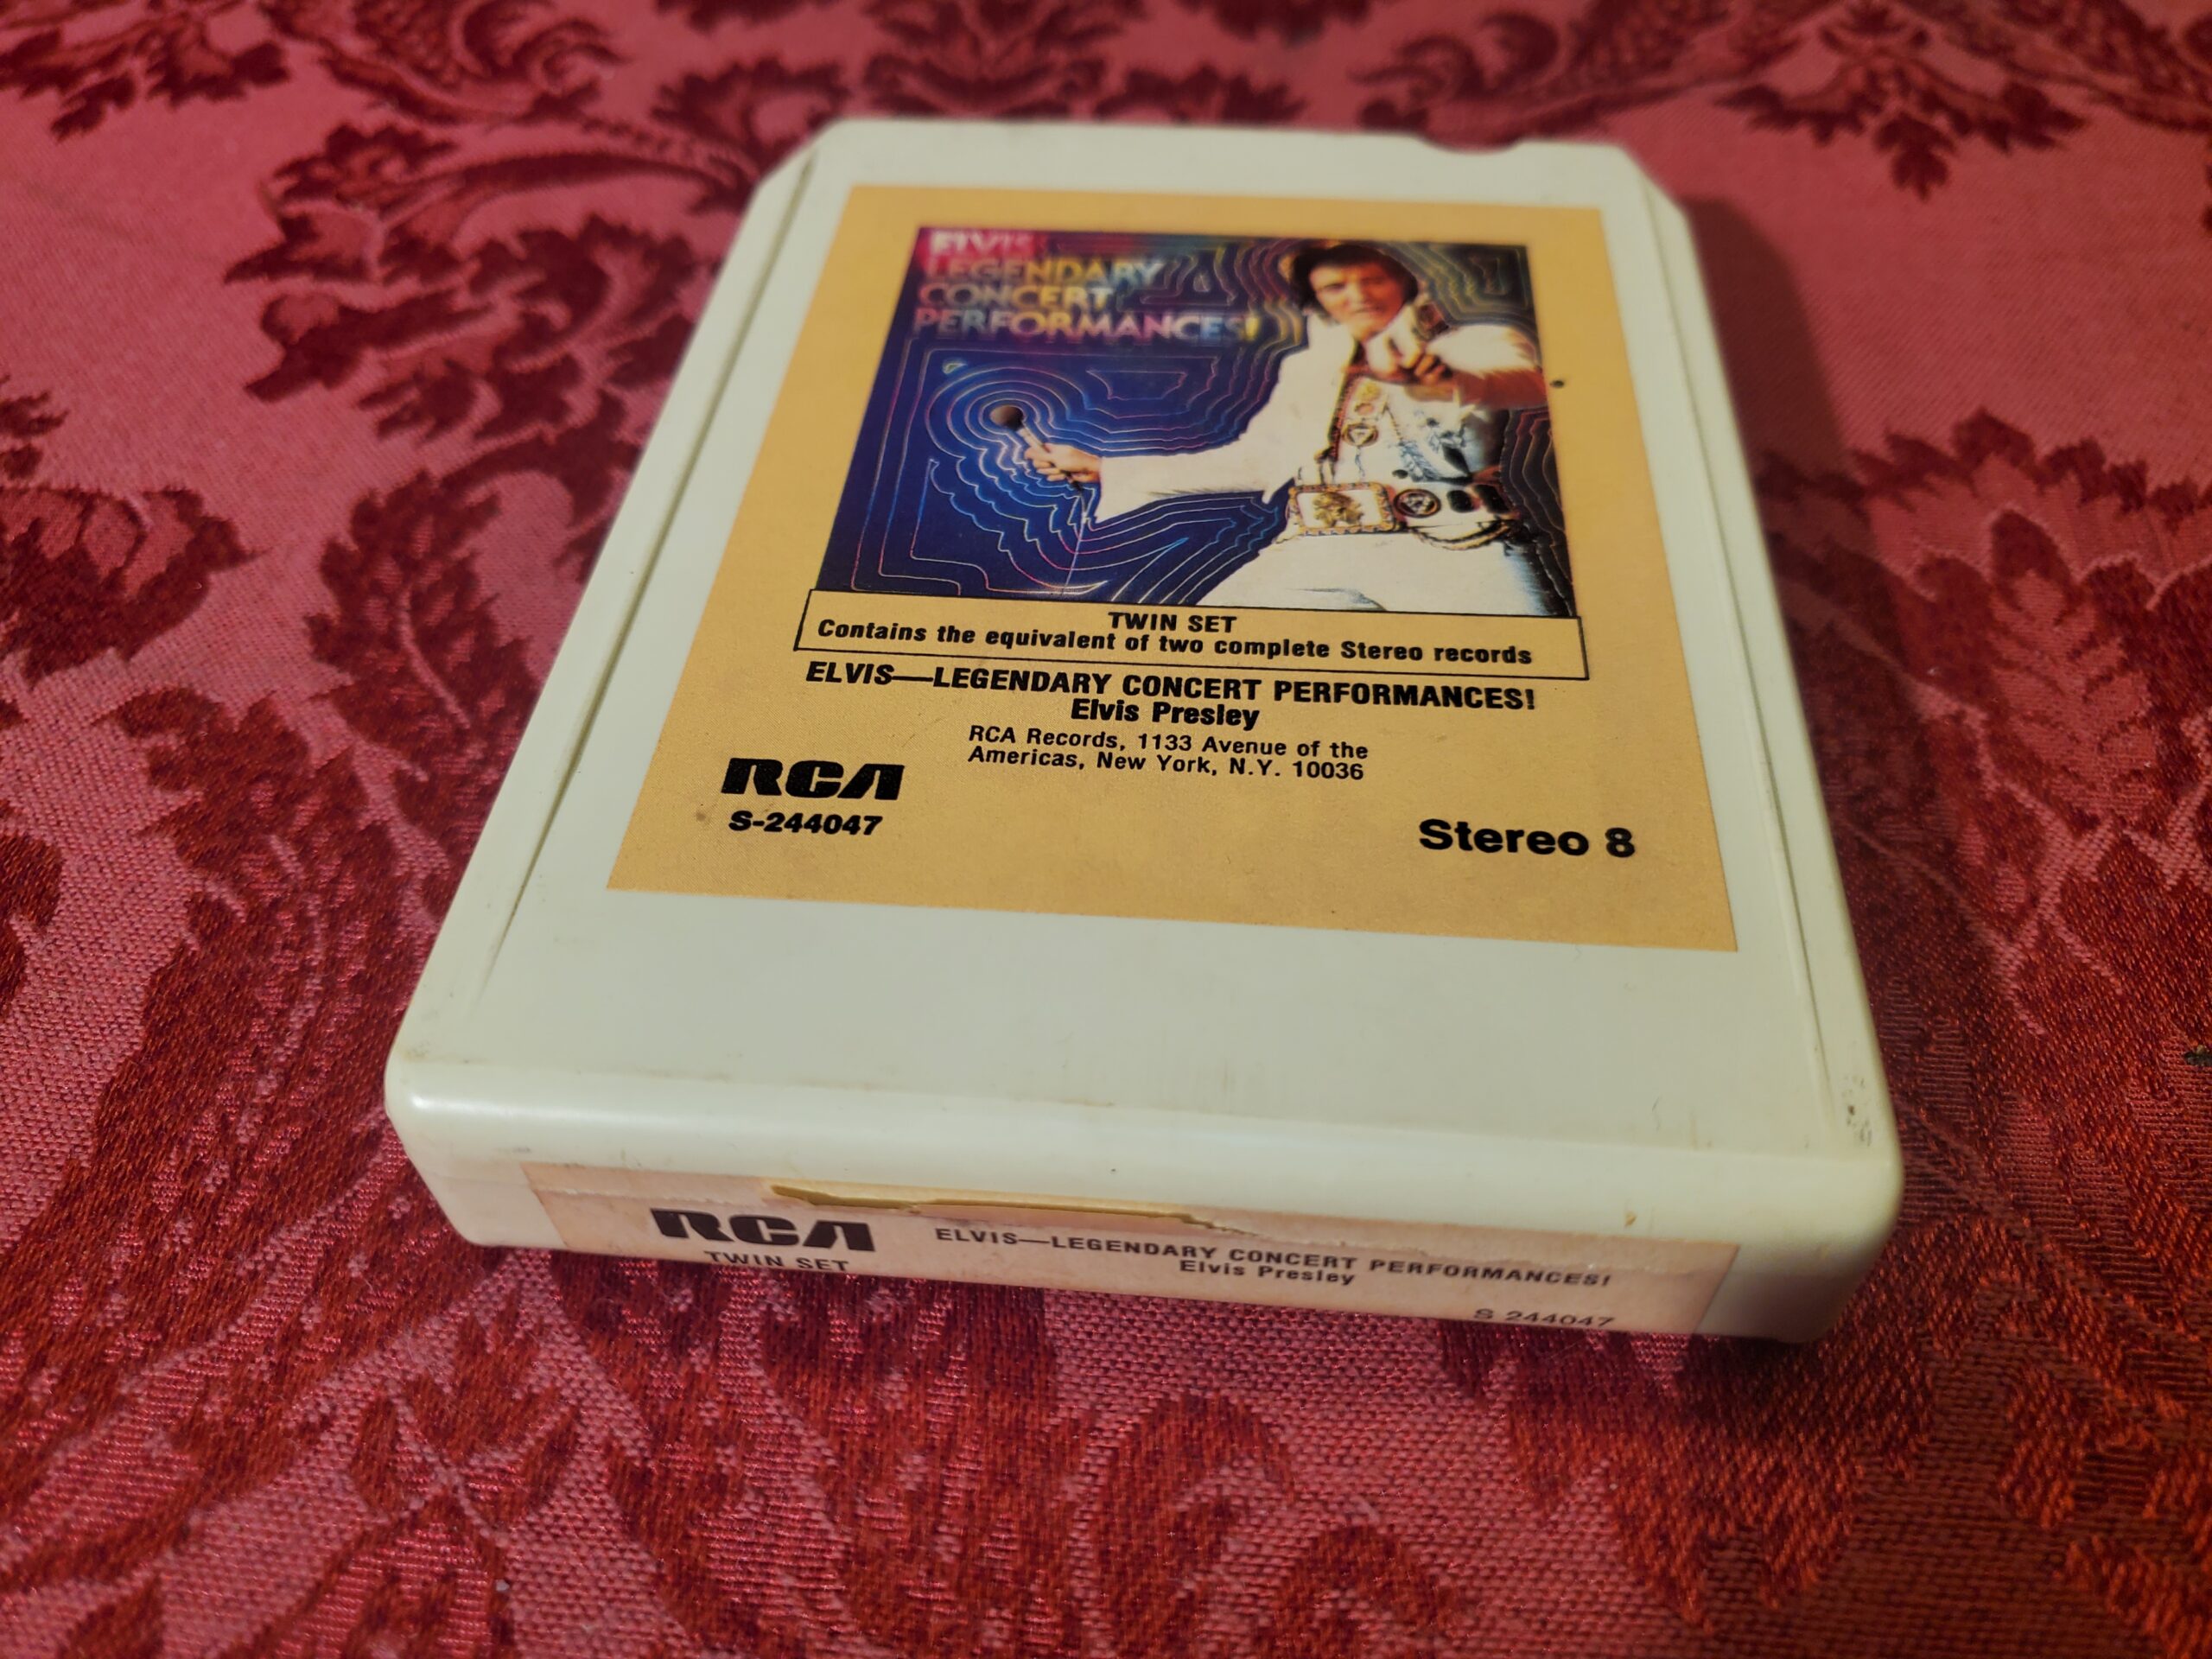 ELVIS
LEGENDARY
CONCERT
PERFORMANCES!
TWIN SET
Contains the equivalent of two complete Stereo records
ELVIS—LEGENDARY CONCERT PERFORMANCES!
Elvis Presley
RCA Records, 1133 Avenue of the
Americas, New York, N.Y. 10036
RCA
S-244047
Stereo 8
RCA
TWIN SET
ELVIS—LEGENDARY CONCERT PERFORMANCES!
Elvis Presley
S 244047